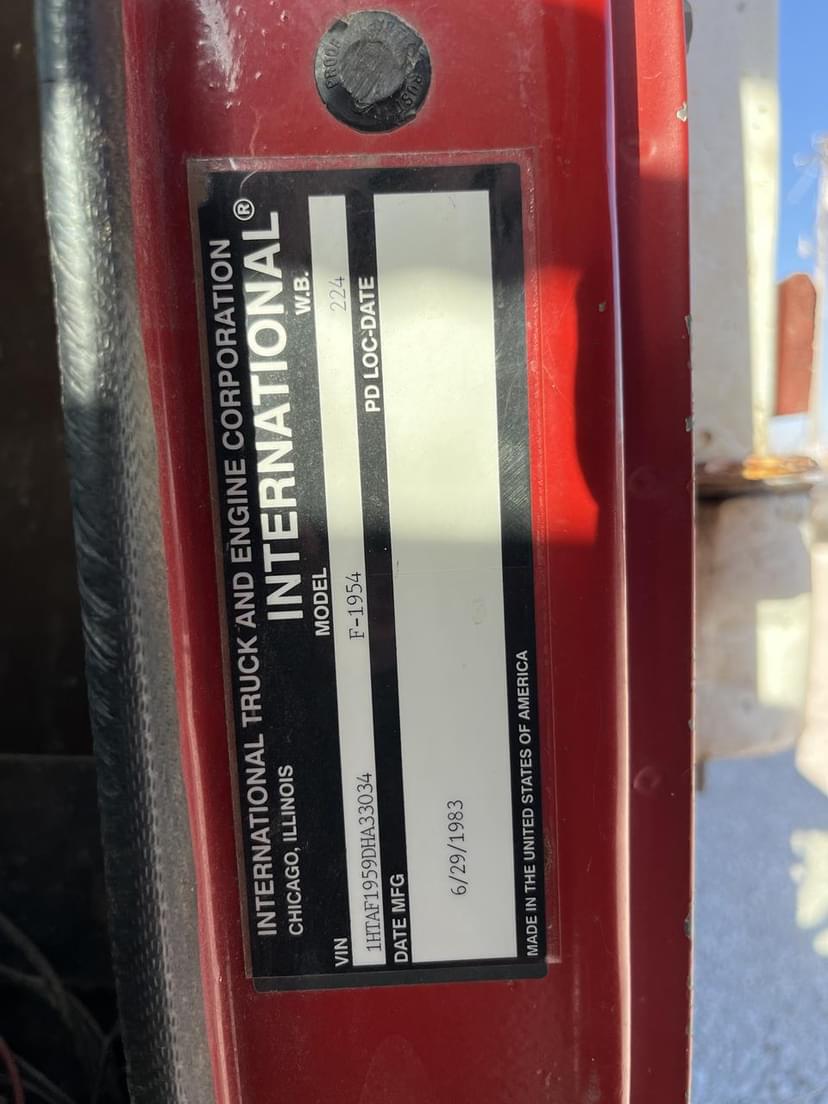 INTERNATIONAL TRUCK AND ENGINE CORPORATION
CHICAGO, ILLINOIS
INTERNATIONAL®
VIN MODEL W.B.
1HTAF1959DHA33034 F-1954 224
DATE MFG PD LOC-DATE
6/29/1983
MADE IN THE UNITED STATES OF AMERICA